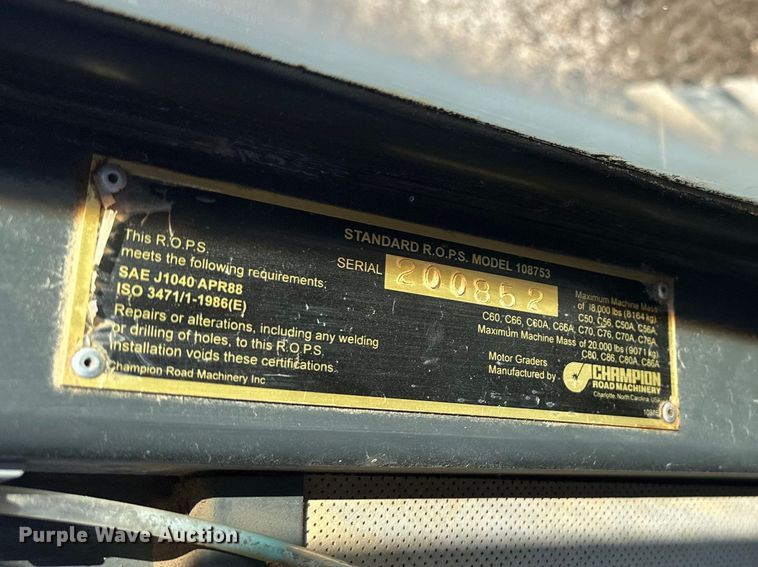 STANDARD R.O.P.S. MODEL 108753
SERIAL 200852
This R.O.P.S.
meets the following requirements;
SAE J1040 APR88
ISO 3471/1-1986(E)
Repairs or alterations, including any welding
or drilling of holes, to this R.O.P.S.
installation voids these certifications.
Champion Road Machinery Inc
Maximum Machine Mass
of 18,000 lbs (8164 kg)
C50, C56, C50A, C56A,
C60, C66, C60A, C66A, C70, C76, C70A, C76A
Maximum Machine Mass of 20,000 lbs (9071 kg)
C80, C86, C80A, C86A
Motor Graders
Manufactured by
CHAMPION
ROAD MACHINERY
Charlotte, North Carolina, USA
Purple Wave Auction